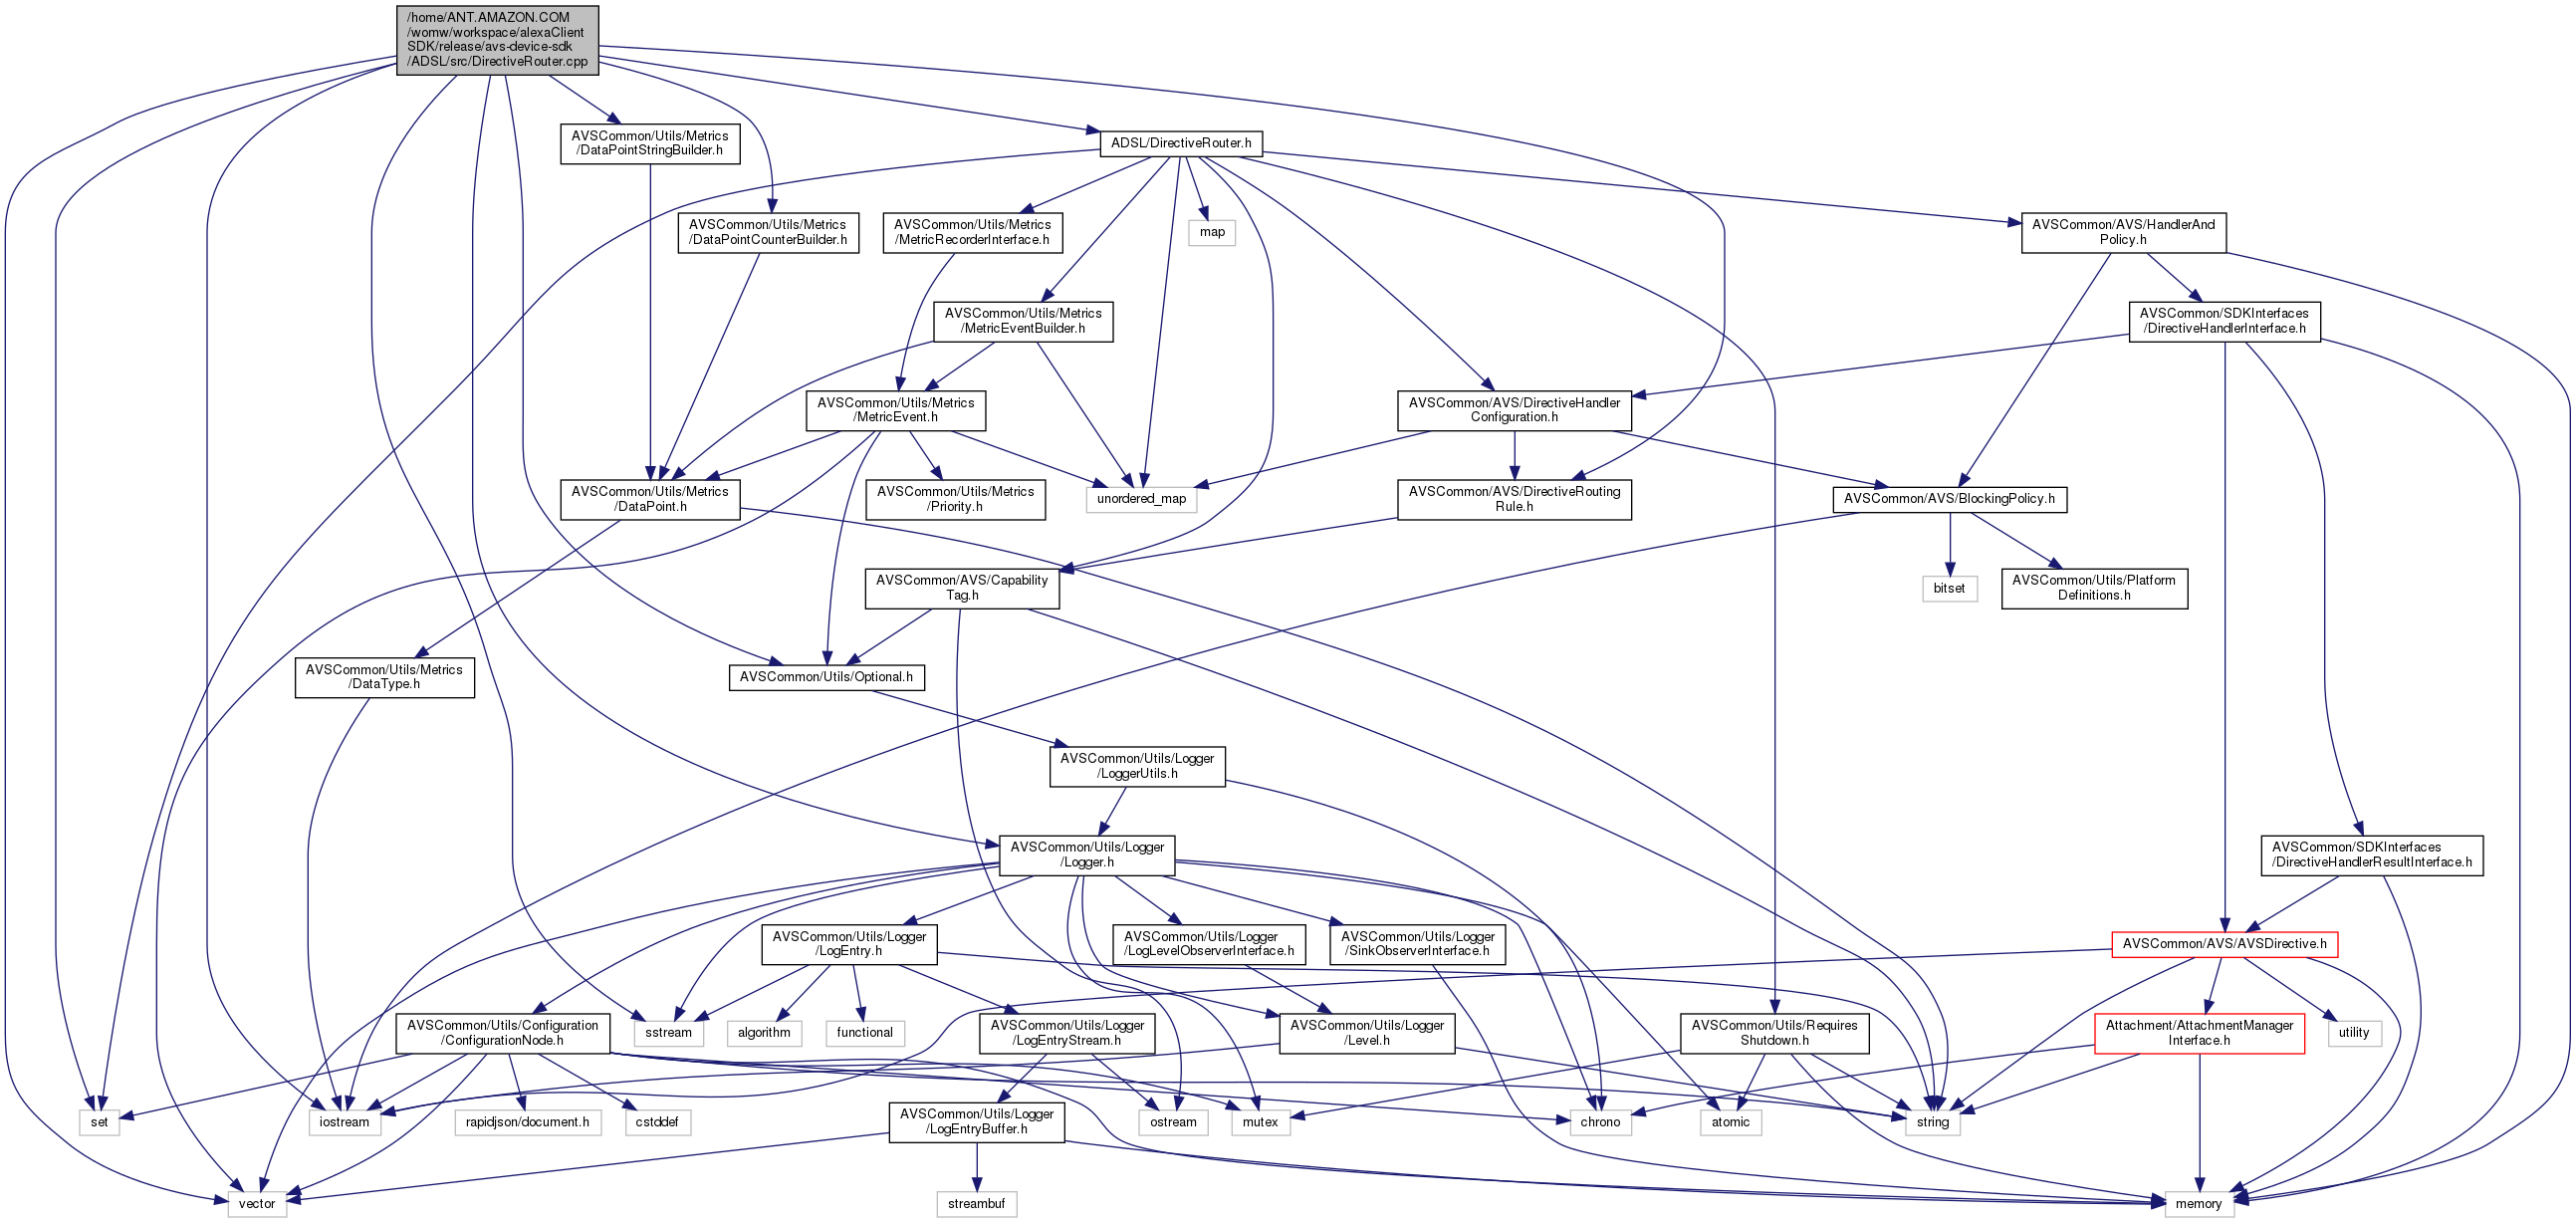 /home/ANT.AMAZON.COM
/womw/workspace/alexaClient
SDK/release/avs-device-sdk
/ADSL/src/DirectiveRouter.cpp
AVSCommon/Utils/Metrics
/DataPointStringBuilder.h
ADSL/DirectiveRouter.h
AVSCommon/Utils/Metrics
/DataPointCounterBuilder.h
AVSCommon/Utils/Metrics
/MetricRecorderInterface.h
map
AVSCommon/AVS/HandlerAnd
Policy.h
AVSCommon/Utils/Metrics
/MetricEventBuilder.h
AVSCommon/SDKInterfaces
/DirectiveHandlerInterface.h
AVSCommon/Utils/Metrics
/MetricEvent.h
AVSCommon/AVS/DirectiveHandler
Configuration.h
AVSCommon/Utils/Metrics
/DataPoint.h
AVSCommon/Utils/Metrics
/Priority.h
unordered_map
AVSCommon/AVS/DirectiveRouting
Rule.h
AVSCommon/AVS/BlockingPolicy.h
AVSCommon/AVS/Capability
Tag.h
bitset
AVSCommon/Utils/Platform
Definitions.h
AVSCommon/Utils/Metrics
/DataType.h
AVSCommon/Utils/Optional.h
AVSCommon/Utils/Logger
/LoggerUtils.h
AVSCommon/Utils/Logger
/Logger.h
AVSCommon/SDKInterfaces
/DirectiveHandlerResultInterface.h
AVSCommon/Utils/Logger
/LogEntry.h
AVSCommon/Utils/Logger
/LogLevelObserverInterface.h
AVSCommon/Utils/Logger
/SinkObserverInterface.h
AVSCommon/AVS/AVSDirective.h
AVSCommon/Utils/Configuration
/ConfigurationNode.h
sstream
algorithm
functional
AVSCommon/Utils/Logger
/LogEntryStream.h
AVSCommon/Utils/Logger
/Level.h
AVSCommon/Utils/Requires
Shutdown.h
Attachment/AttachmentManager
Interface.h
utility
set
iostream
rapidjson/document.h
cstddef
AVSCommon/Utils/Logger
/LogEntryBuffer.h
ostream
mutex
chrono
atomic
string
vector
streambuf
memory